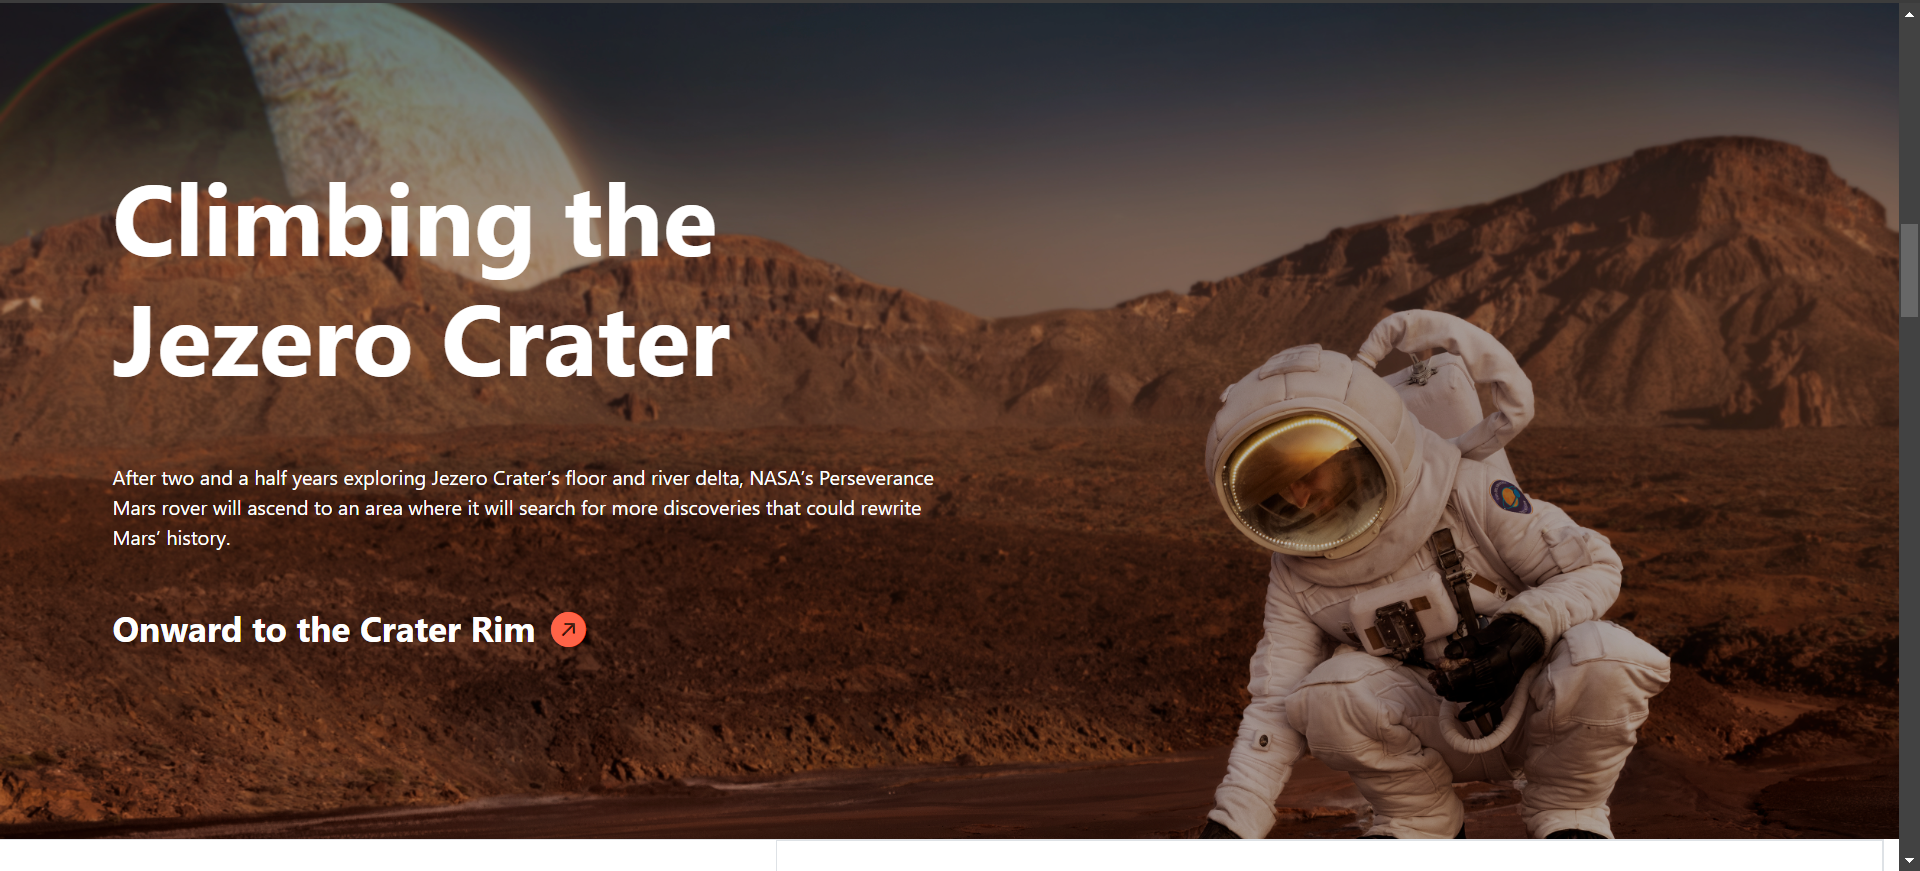 Climbing the
Jezero Crater
After two and a half years exploring Jezero Crater’s floor and river delta, NASA’s Perseverance
Mars rover will ascend to an area where it will search for more discoveries that could rewrite
Mars’ history.
Onward to the Crater Rim